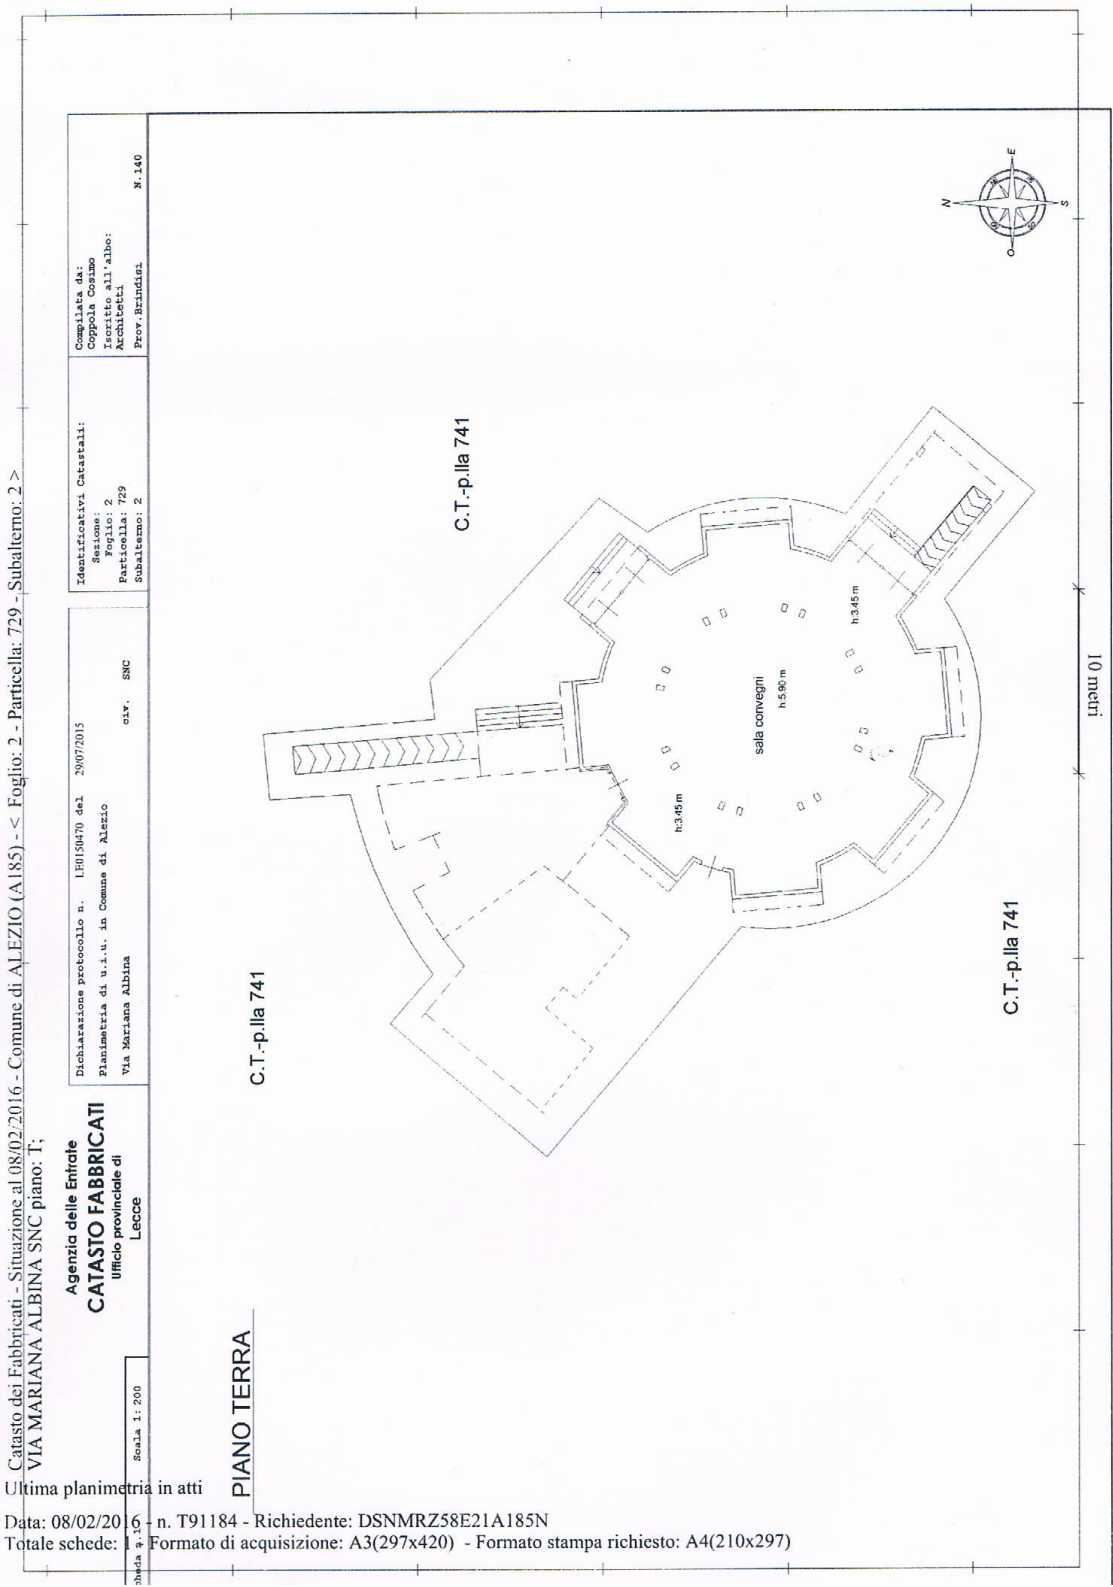 Catasto dei Fabbricati - Situazione al 08/02/2016 - Comune di ALEZIO (A185) - < Foglio: 2 - Particella: 729 - Subalterno: 2 >
VIA MARIANA ALBINA SNC piano: T;
Agenzia delle Entrate
CATASTO FABBRICATI
Ufficio provinciale di
Lecce
Dichiarazione protocollo n. LE0150470 del 29/07/2015
Planimetria di u.i.u. in Comune di Alezio
Via Mariana Albina civ. SNC
Identificativi Catastali:
Sezione:
Foglio: 2
Particella: 729
Subalterno: 2
Compilata da:
Coppola Cosimo
Iscritto all'albo:
Architetti
Prov. Brindisi N. 140
Scala 1: 200
PIANO TERRA
C.T.-p.lla 741
C.T.-p.lla 741
C.T.-p.lla 741
sala convegni
h:5.90 m
h:3.45 m
h:3.45 m
N
E
S
O
10 metri
Ultima planimetria in atti
Data: 08/02/2016 - n. T91184 - Richiedente: DSNMRZ58E21A185N
Totale schede: 1 - Formato di acquisizione: A3(297x420) - Formato stampa richiesto: A4(210x297)